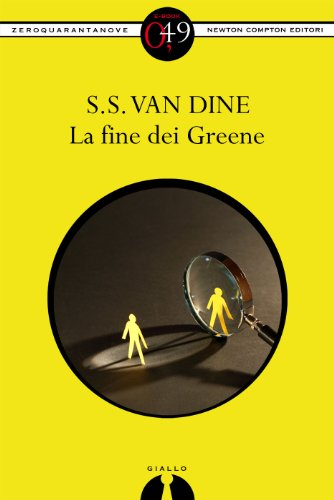 ZEROQUARANTANOVE
E-BOOK
0,49
NEWTON COMPTON EDITORI
S.S. VAN DINE
La fine dei Greene
GIALLO